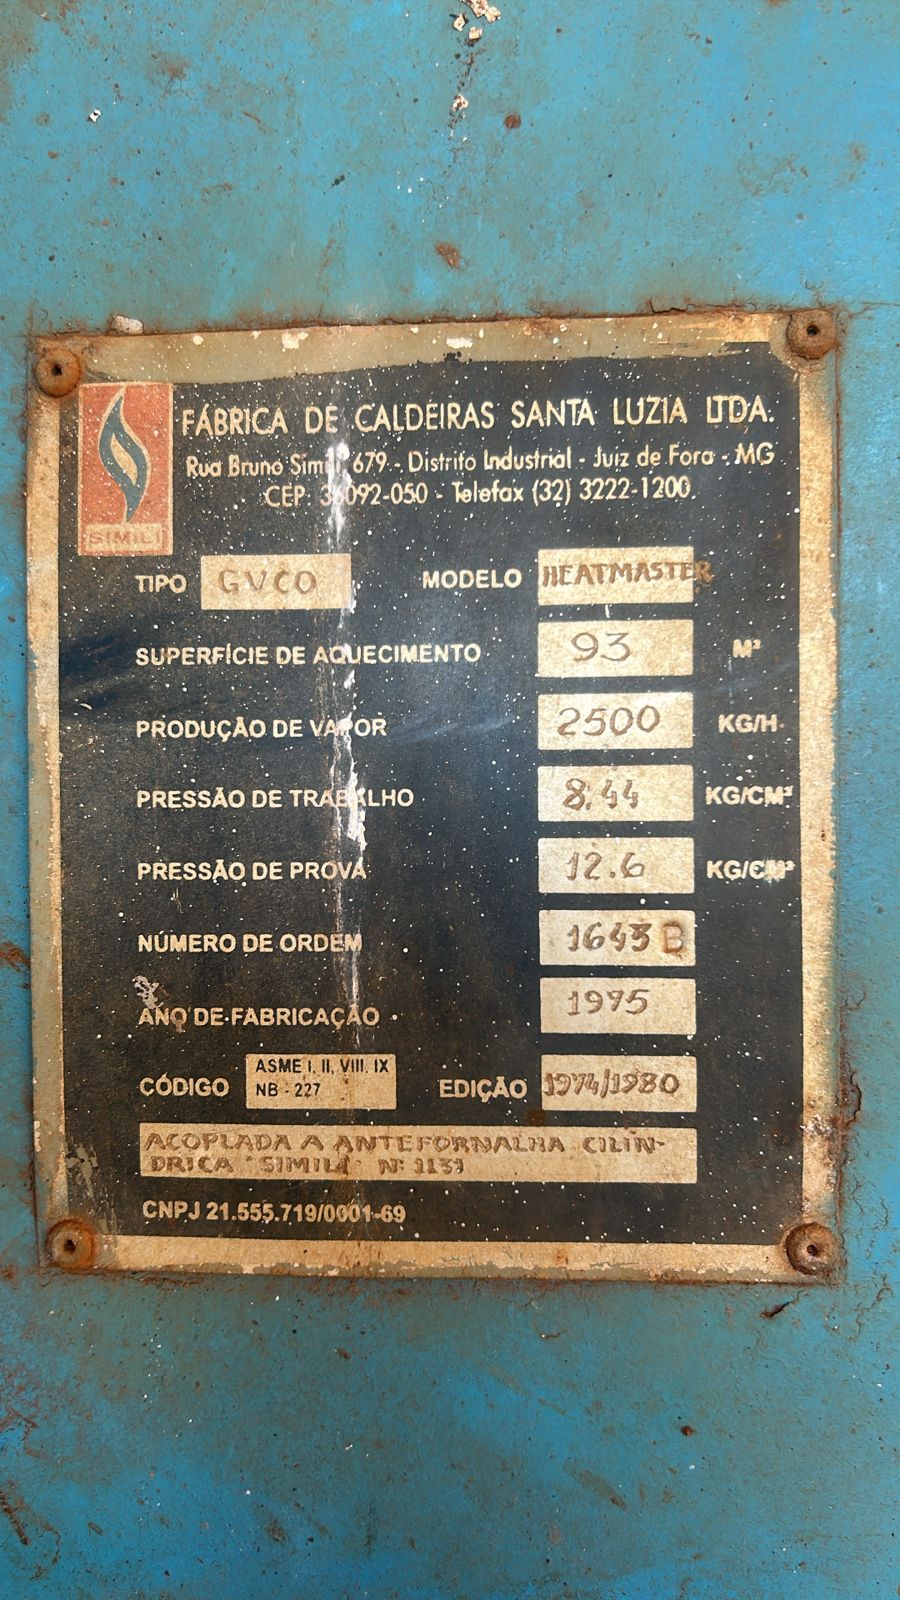 FÁBRICA DE CALDEIRAS SANTA LUZIA LTDA.
Rua Bruno Simili 679 - Distrito Industrial - Juiz de Fora - MG
CEP. 36092-050 - Telefax (32) 3222-1200.
SIMILI
TIPO GVCO MODELO HEATMASTER
SUPERFÍCIE DE AQUECIMENTO 93 M²
PRODUÇÃO DE VAPOR 2500 KG/H
PRESSÃO DE TRABALHO 8.44 KG/CM²
PRESSÃO DE PROVA 12.6 KG/CM²
NÚMERO DE ORDEM 1643 B
ANO DE FABRICAÇÃO 1975
CÓDIGO ASME I, II, VIII, IX NB - 227 EDIÇÃO 1974/1980
ACOPLADA A ANTEFORNALHA CILÍN-
DRICA "SIMILI" Nº
CNPJ 21.555.719/0001-69